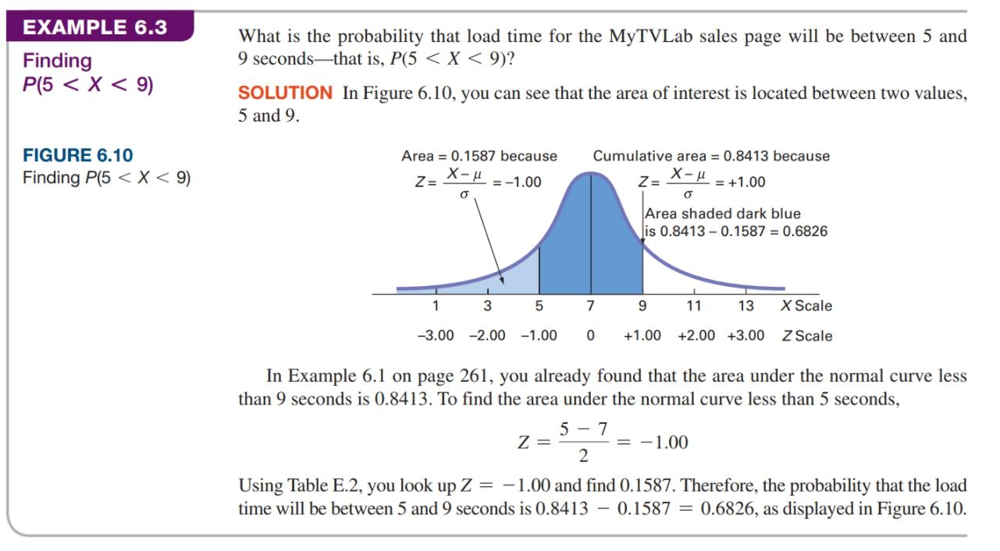 EXAMPLE 6.3
Finding
P(5 < X < 9)
What is the probability that load time for the MyTVLab sales page will be between 5 and
9 seconds—that is, P(5 < X < 9)?
SOLUTION In Figure 6.10, you can see that the area of interest is located between two values,
5 and 9.
FIGURE 6.10
Finding P(5 < X < 9)
Area = 0.1587 because
Z = X – μ / σ = –1.00
Cumulative area = 0.8413 because
Z = X – μ / σ = +1.00
Area shaded dark blue
is 0.8413 – 0.1587 = 0.6826
1 3 5 7 9 11 13 X Scale
–3.00 –2.00 –1.00 0 +1.00 +2.00 +3.00 Z Scale
In Example 6.1 on page 261, you already found that the area under the normal curve less
than 9 seconds is 0.8413. To find the area under the normal curve less than 5 seconds,
Z = 5 − 7 / 2 = −1.00
Using Table E.2, you look up Z = −1.00 and find 0.1587. Therefore, the probability that the load
time will be between 5 and 9 seconds is 0.8413 − 0.1587 = 0.6826, as displayed in Figure 6.10.